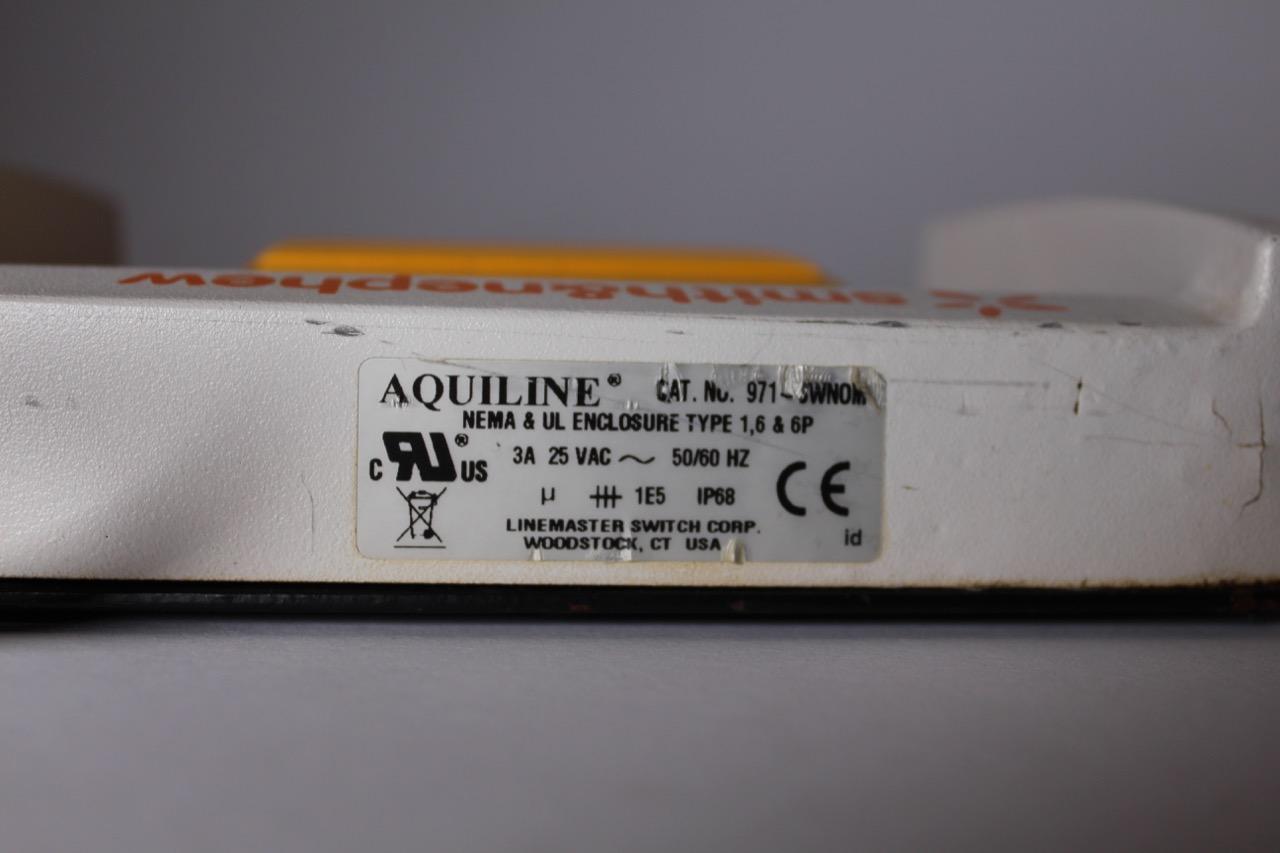 smith&nephew
AQUILINE® CAT. NO. 971-SWNOM
NEMA & UL ENCLOSURE TYPE 1,6 & 6P
C RU® US 3A 25 VAC ~ 50/60 HZ
µ 1E5 IP68 CE
LINEMASTER SWITCH CORP.
WOODSTOCK, CT USA
id